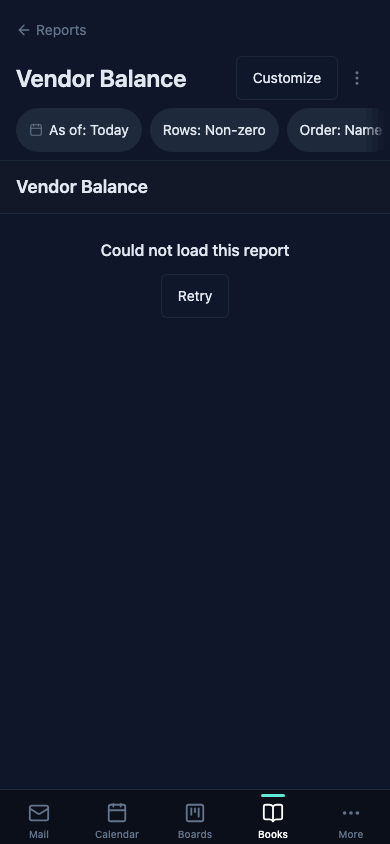 Reports
Vendor Balance
Customize
As of: Today
Rows: Non-zero
Order: Name
Vendor Balance
Could not load this report
Retry
Mail
Calendar
Boards
Books
More